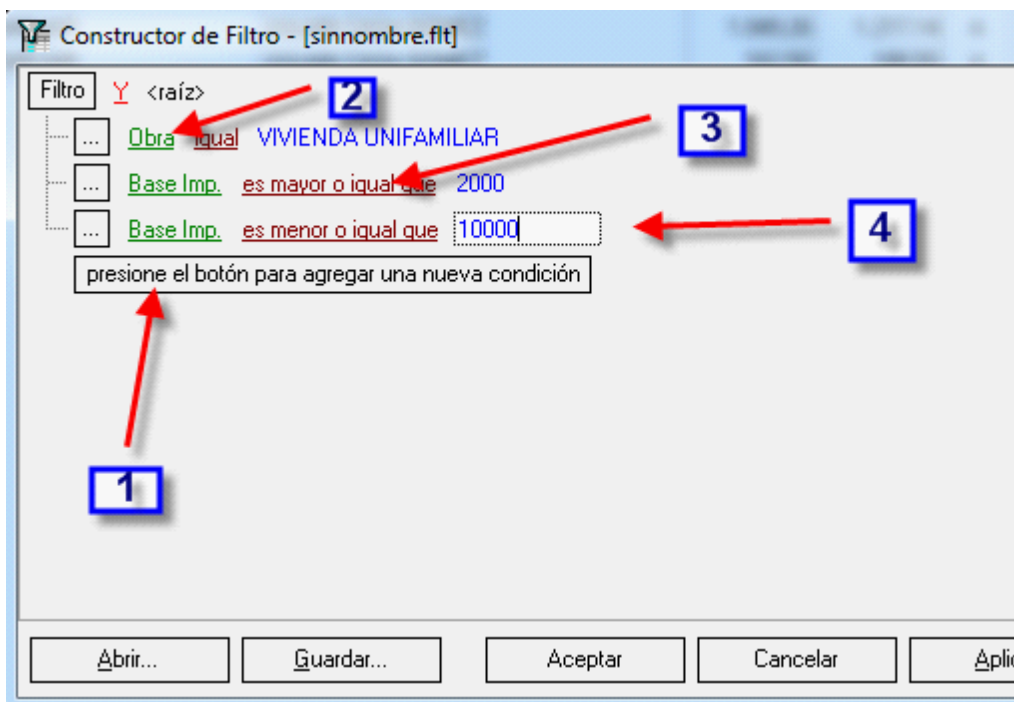 Constructor de Filtro - [sinnombre.flt]
Filtro Y <raíz>
2
... Obra igual VIVIENDA UNIFAMILIAR
3
... Base Imp. es mayor o igual que 2000
... Base Imp. es menor o igual que 10000
4
presione el botón para agregar una nueva condición
1
Abrir... Guardar... Aceptar Cancelar